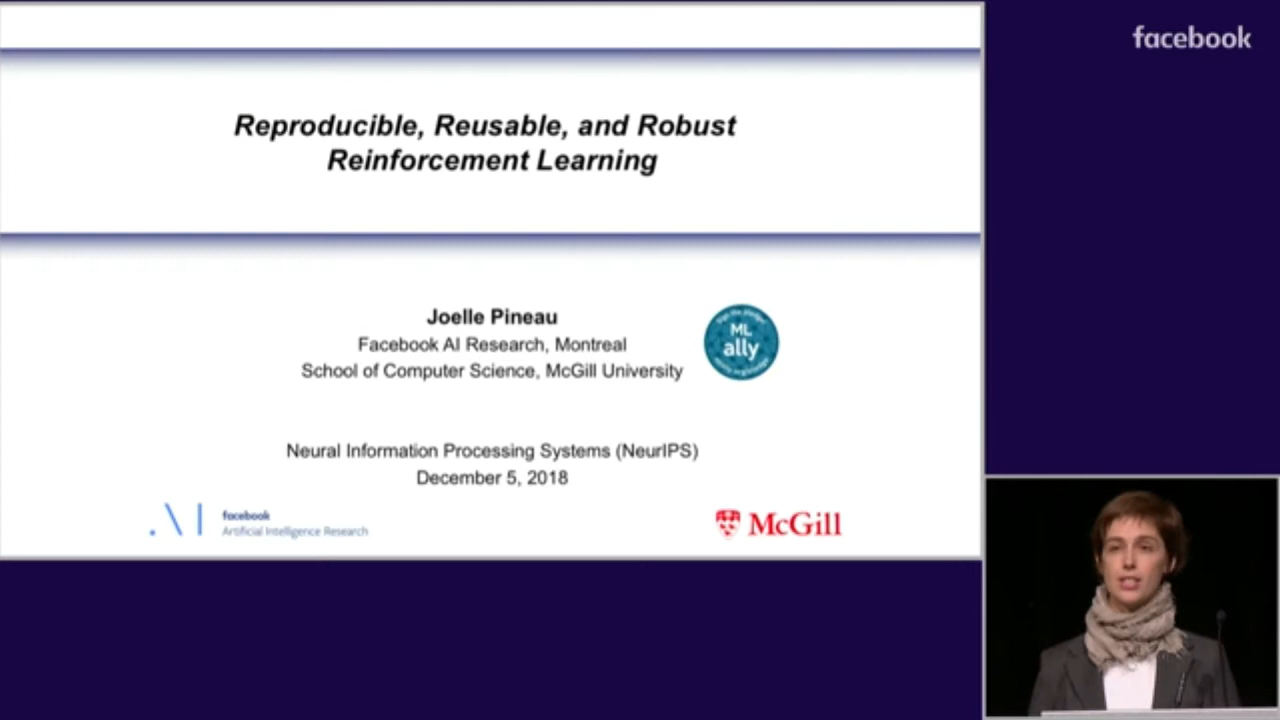 facebook
Reproducible, Reusable, and Robust
Reinforcement Learning
Joelle Pineau
Facebook AI Research, Montreal
School of Computer Science, McGill University
ML
ally
Neural Information Processing Systems (NeurIPS)
December 5, 2018
facebook
Artificial Intelligence Research
McGill